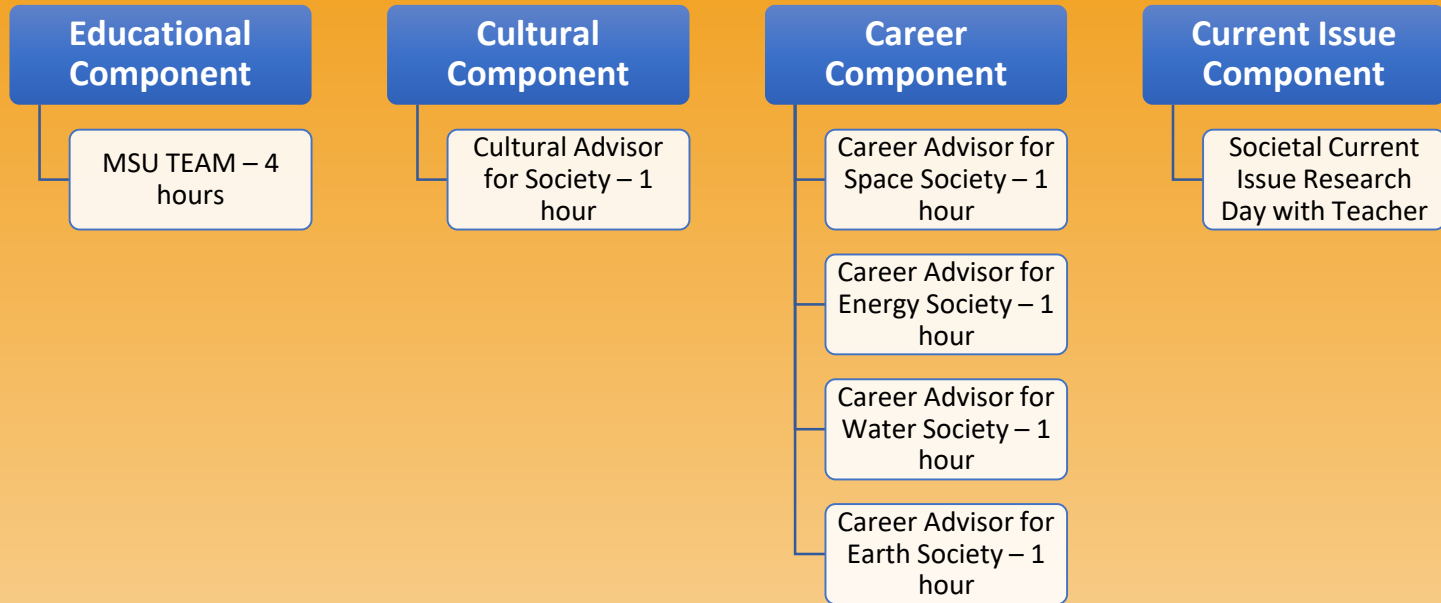 Educational
Component
MSU TEAM – 4
hours
Cultural
Component
Cultural Advisor
for Society – 1
hour
Career
Component
Career Advisor for
Space Society – 1
hour
Career Advisor for
Energy Society – 1
hour
Career Advisor for
Water Society – 1
hour
Career Advisor for
Earth Society – 1
hour
Current Issue
Component
Societal Current
Issue Research
Day with Teacher